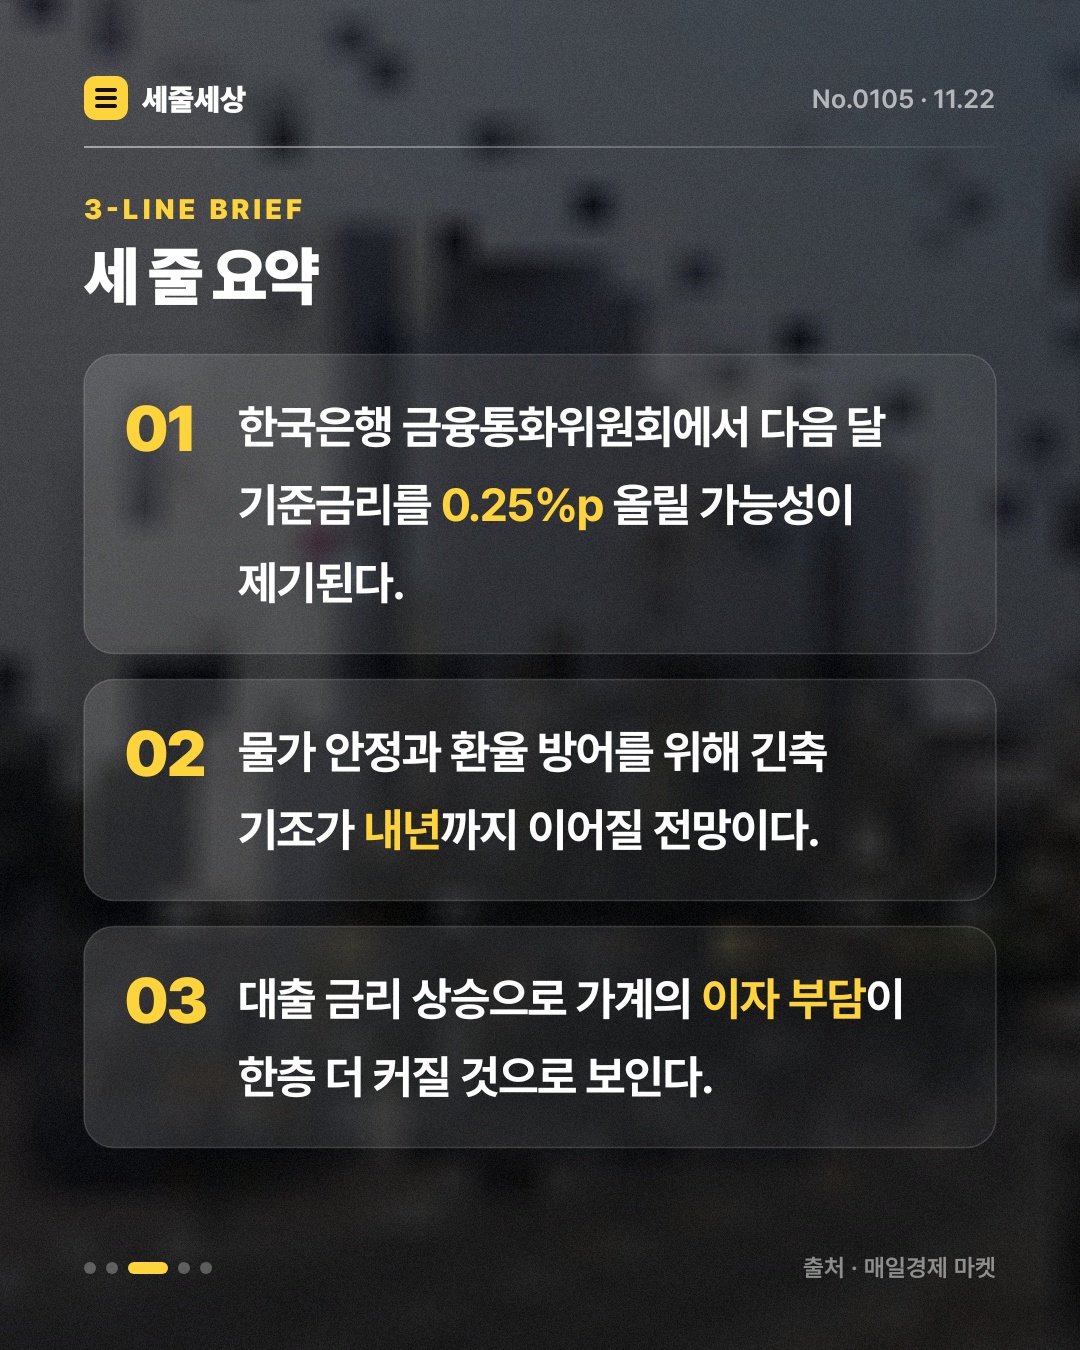 세줄세상
No.0105 · 11.22
3-LINE BRIEF
세 줄 요약
01
한국은행 금융통화위원회에서 다음 달
기준금리를 0.25%p 올릴 가능성이
제기된다.
02
물가 안정과 환율 방어를 위해 긴축
기조가 내년까지 이어질 전망이다.
03
대출 금리 상승으로 가계의 이자 부담이
한층 더 커질 것으로 보인다.
출처 · 매일경제 마켓